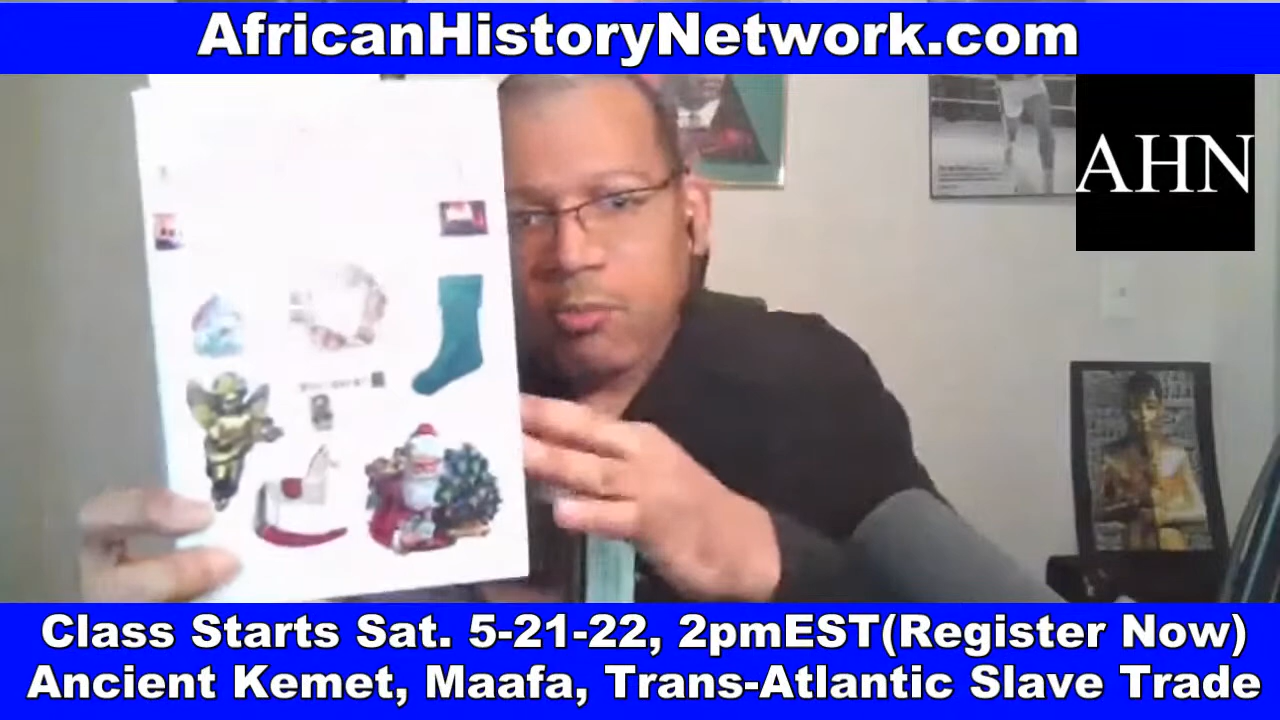 AfricanHistoryNetwork.com
AHN
Class Starts Sat. 5-21-22, 2pmEST(Register Now)
Ancient Kemet, Maafa, Trans-Atlantic Slave Trade